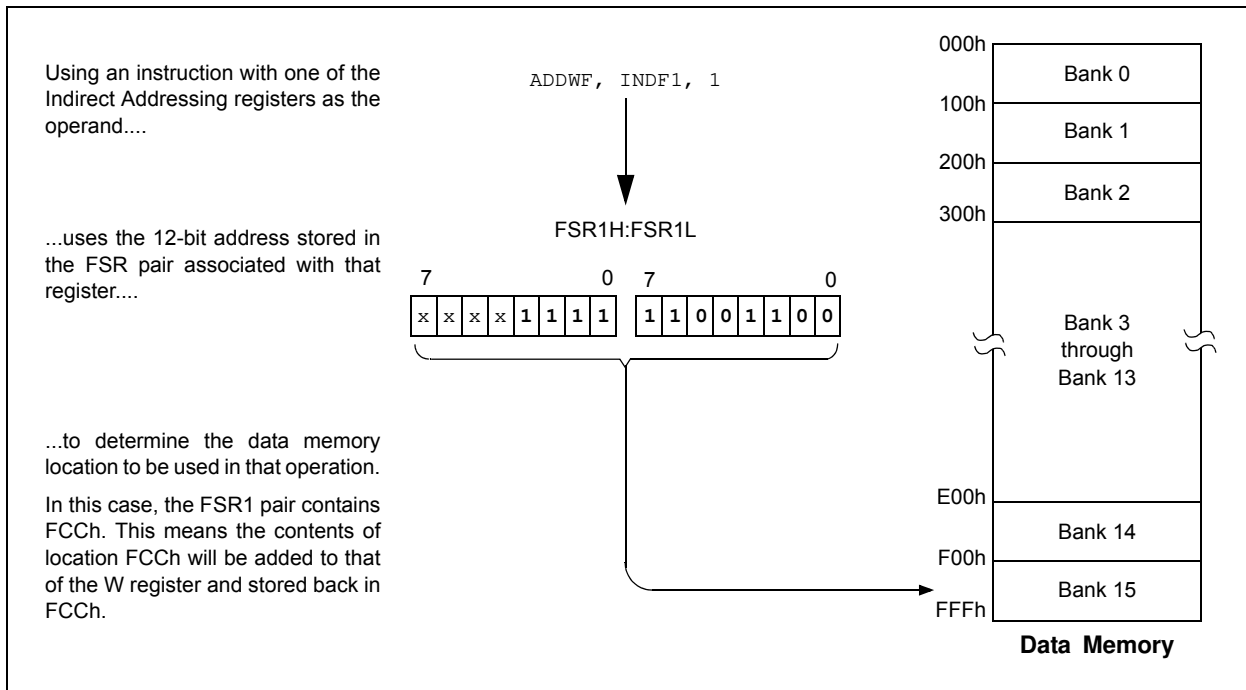 Using an instruction with one of the
Indirect Addressing registers as the
operand....
ADDWF, INDF1, 1
...uses the 12-bit address stored in
the FSR pair associated with that
register....
FSR1H:FSR1L
7 0 7 0
x x x x 1 1 1 1 1 1 0 0 1 1 0 0
...to determine the data memory
location to be used in that operation.
In this case, the FSR1 pair contains
FCCh. This means the contents of
location FCCh will be added to that
of the W register and stored back in
FCCh.
000h
Bank 0
100h
Bank 1
200h
Bank 2
300h
Bank 3
through
Bank 13
E00h
Bank 14
F00h
Bank 15
FFFh
Data Memory